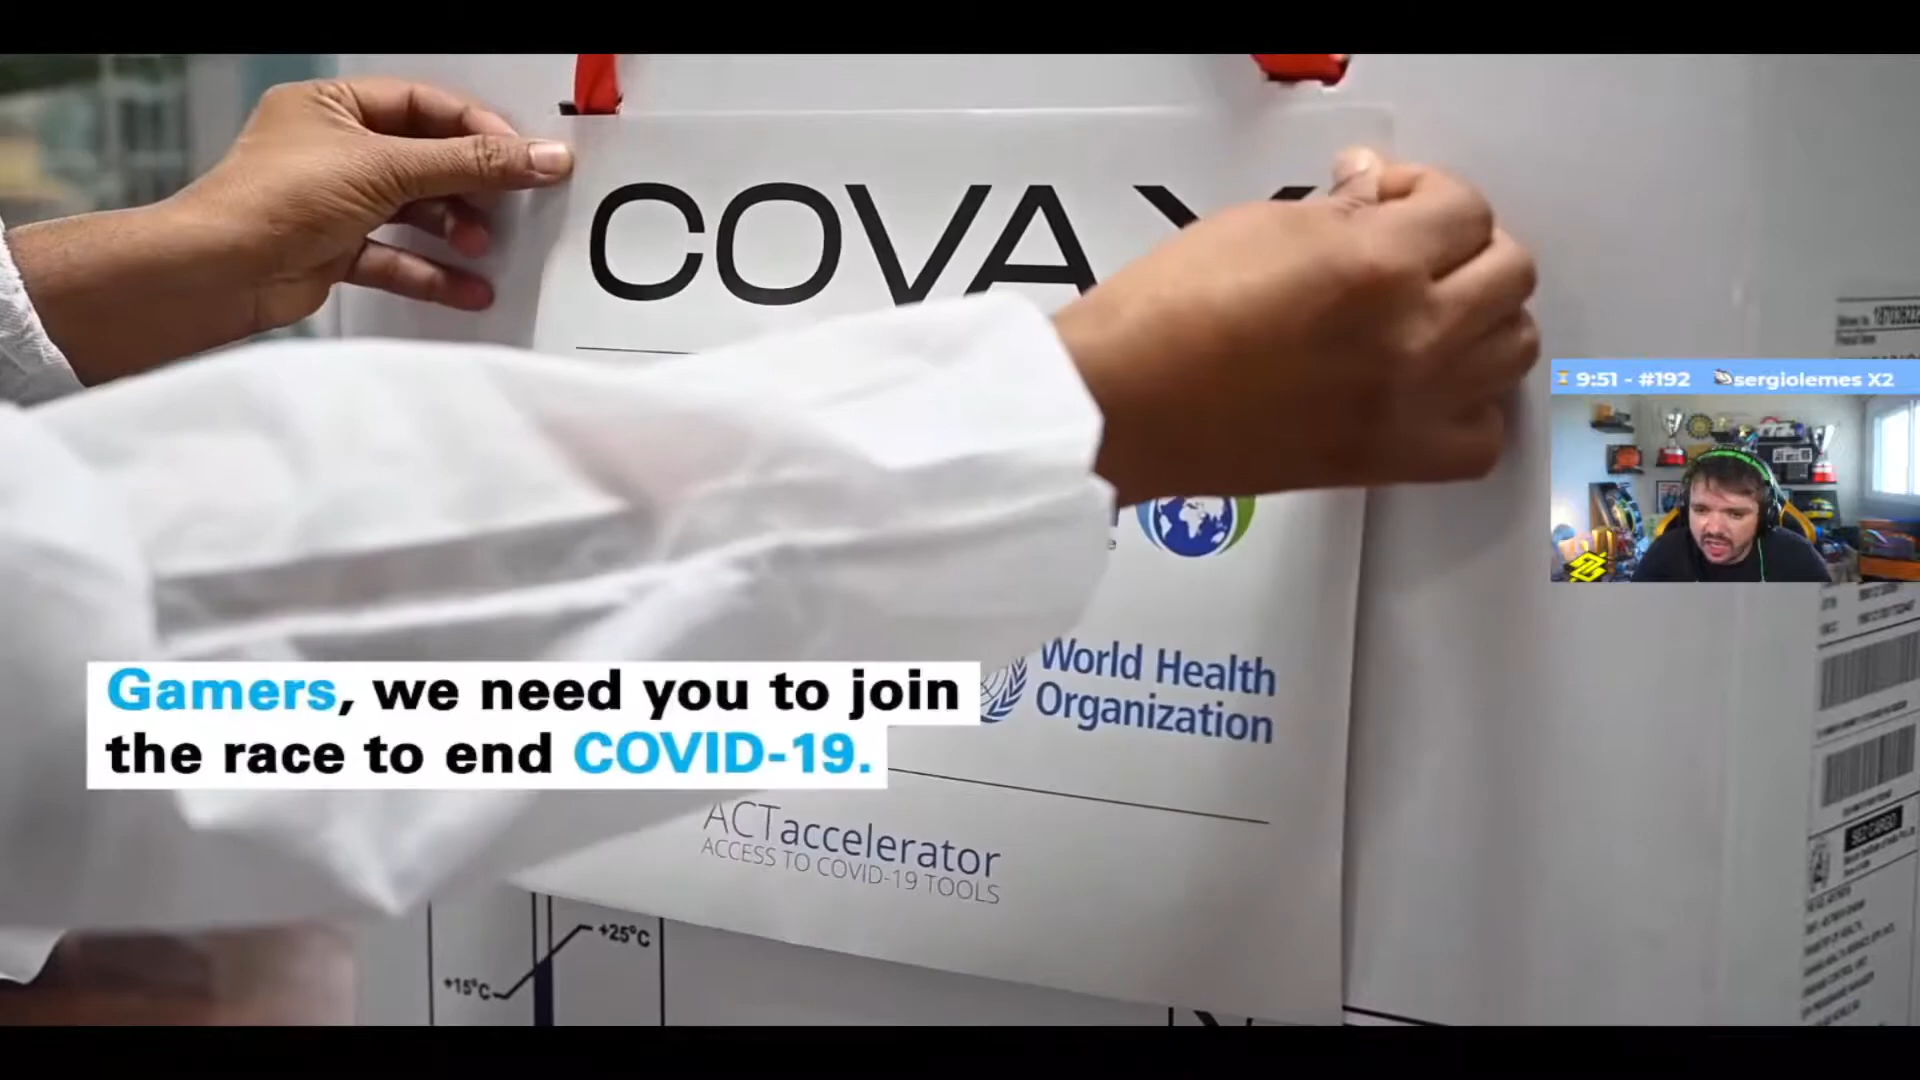 COVAX
9:51 - #192 sergiolemes X2
World Health
Organization
Gamers, we need you to join
the race to end COVID-19.
ACTaccelerator
ACCESS TO COVID-19 TOOLS
+25°C
+15°C